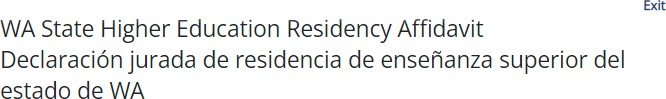 Exit
WA State Higher Education Residency Affidavit
Declaración jurada de residencia de enseñanza superior del
estado de WA